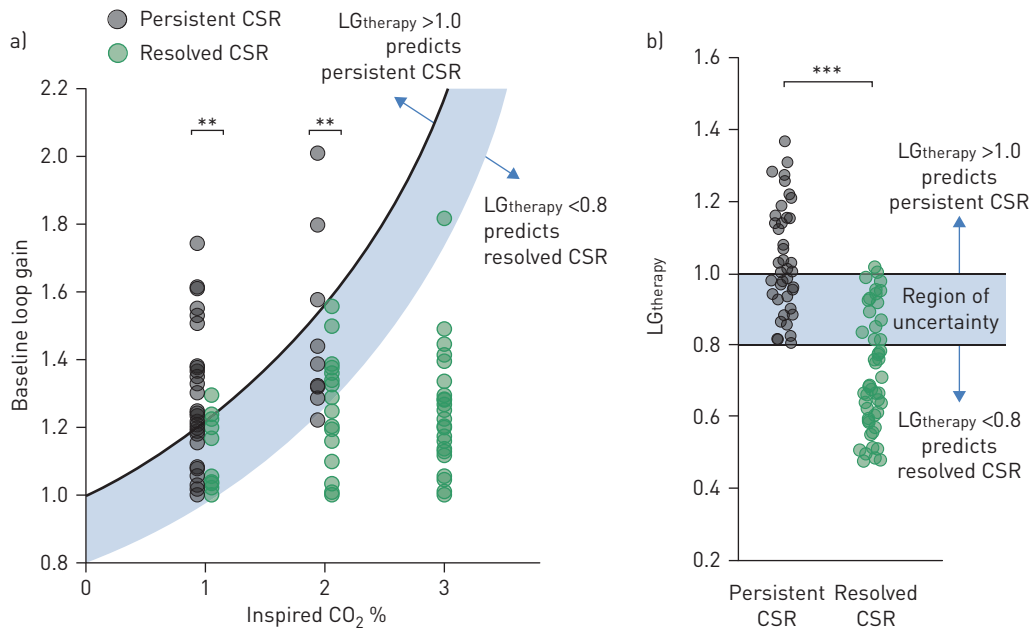 a)
Persistent CSR
Resolved CSR
LGtherapy >1.0
predicts
persistent CSR
2.2
2.0
1.8
1.6
1.4
1.2
1.0
0.8
Baseline loop gain
**
**
LGtherapy <0.8
predicts
resolved CSR
0
1
2
3
Inspired CO2 %
b)
1.6
1.4
1.2
1.0
0.8
0.6
0.4
0.2
LGtherapy
***
LGtherapy >1.0
predicts
persistent CSR
Region of
uncertainty
LGtherapy <0.8
predicts
resolved CSR
Persistent
CSR
Resolved
CSR